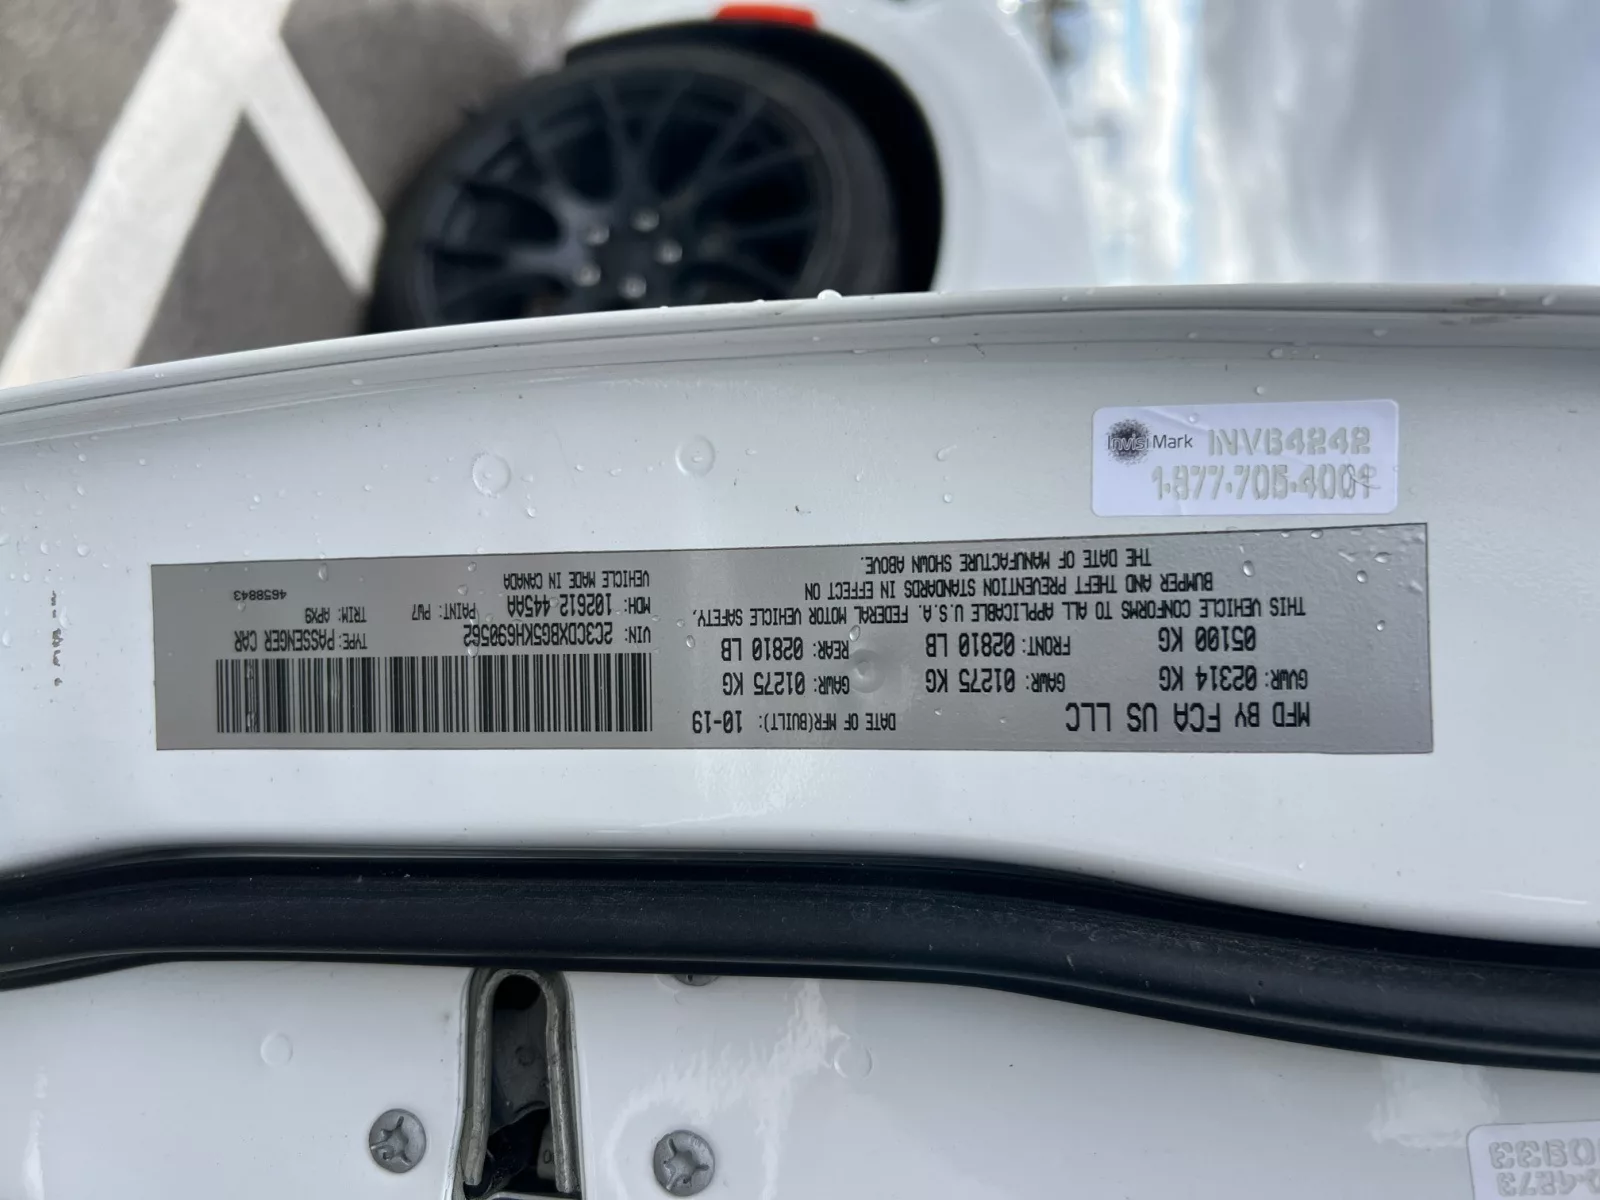 InvisiMark INVB4242
1·877·705·4001
MFD BY FCA US LLC
DATE OF MFR(BUILT): 10-19
GVWR: 02314 KG
GAWR: 01275 KG
GAWR: 01275 KG
05100 KG
FRONT: 02810 LB
REAR: 02810 LB
THIS VEHICLE CONFORMS TO ALL APPLICABLE U.S.A. FEDERAL MOTOR VEHICLE SAFETY,
BUMPER AND THEFT PREVENTION STANDARDS IN EFFECT ON
THE DATE OF MANUFACTURE SHOWN ABOVE.
VIN: 2C3CDXBG5KH690562
TYPE: PASSENGER CAR
MDH: 102612 445AA
PAINT: PW7
TRIM: APX9
VEHICLE MADE IN CANADA
4658843